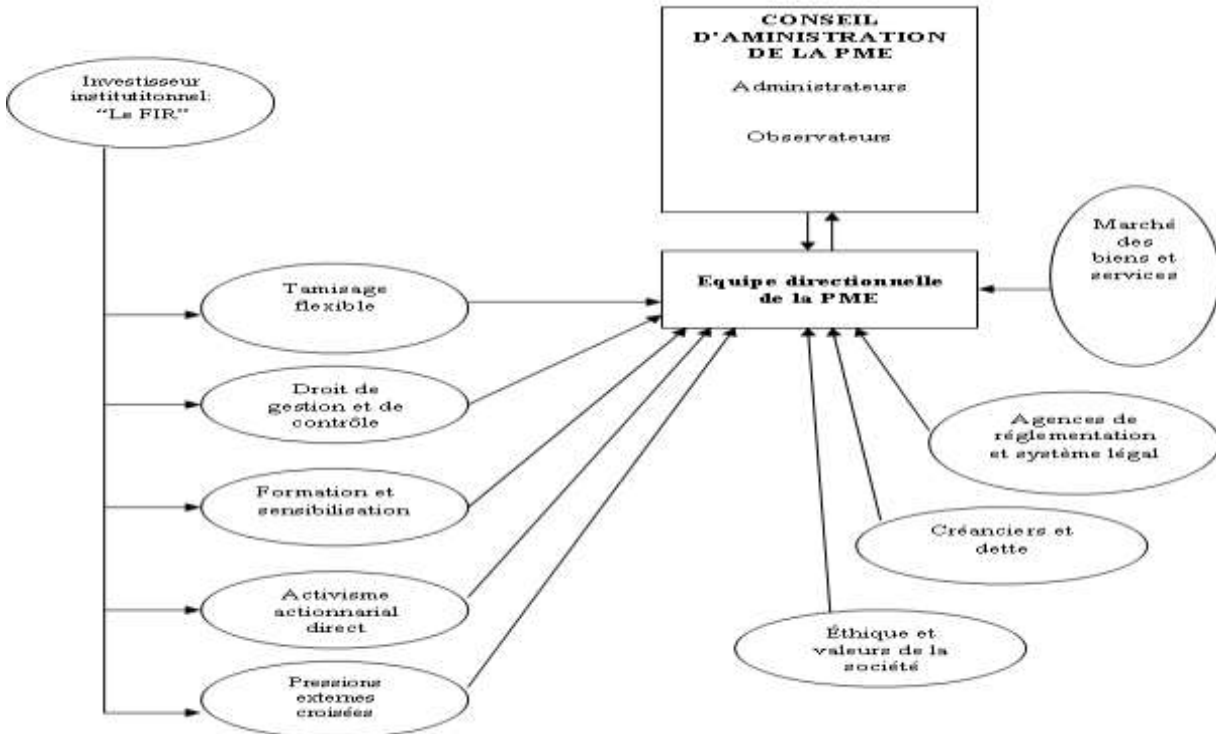 CONSEIL
D'AMINISTRATION
DE LA PME
Administrateurs
Observateurs
Investisseur
institutitonnel:
“Le FIR”
Marché
des
biens et
services
Equipe directionnelle
de la PME
Tamisage
flexible
Droit de
gestion et de
contrôle
Agences de
réglementation
et système légal
Formation et
sensibilisation
Créanciers et
dette
Activisme
actionnarial
direct
Éthique et
valeurs de la
société
Pressions
externes
croisées